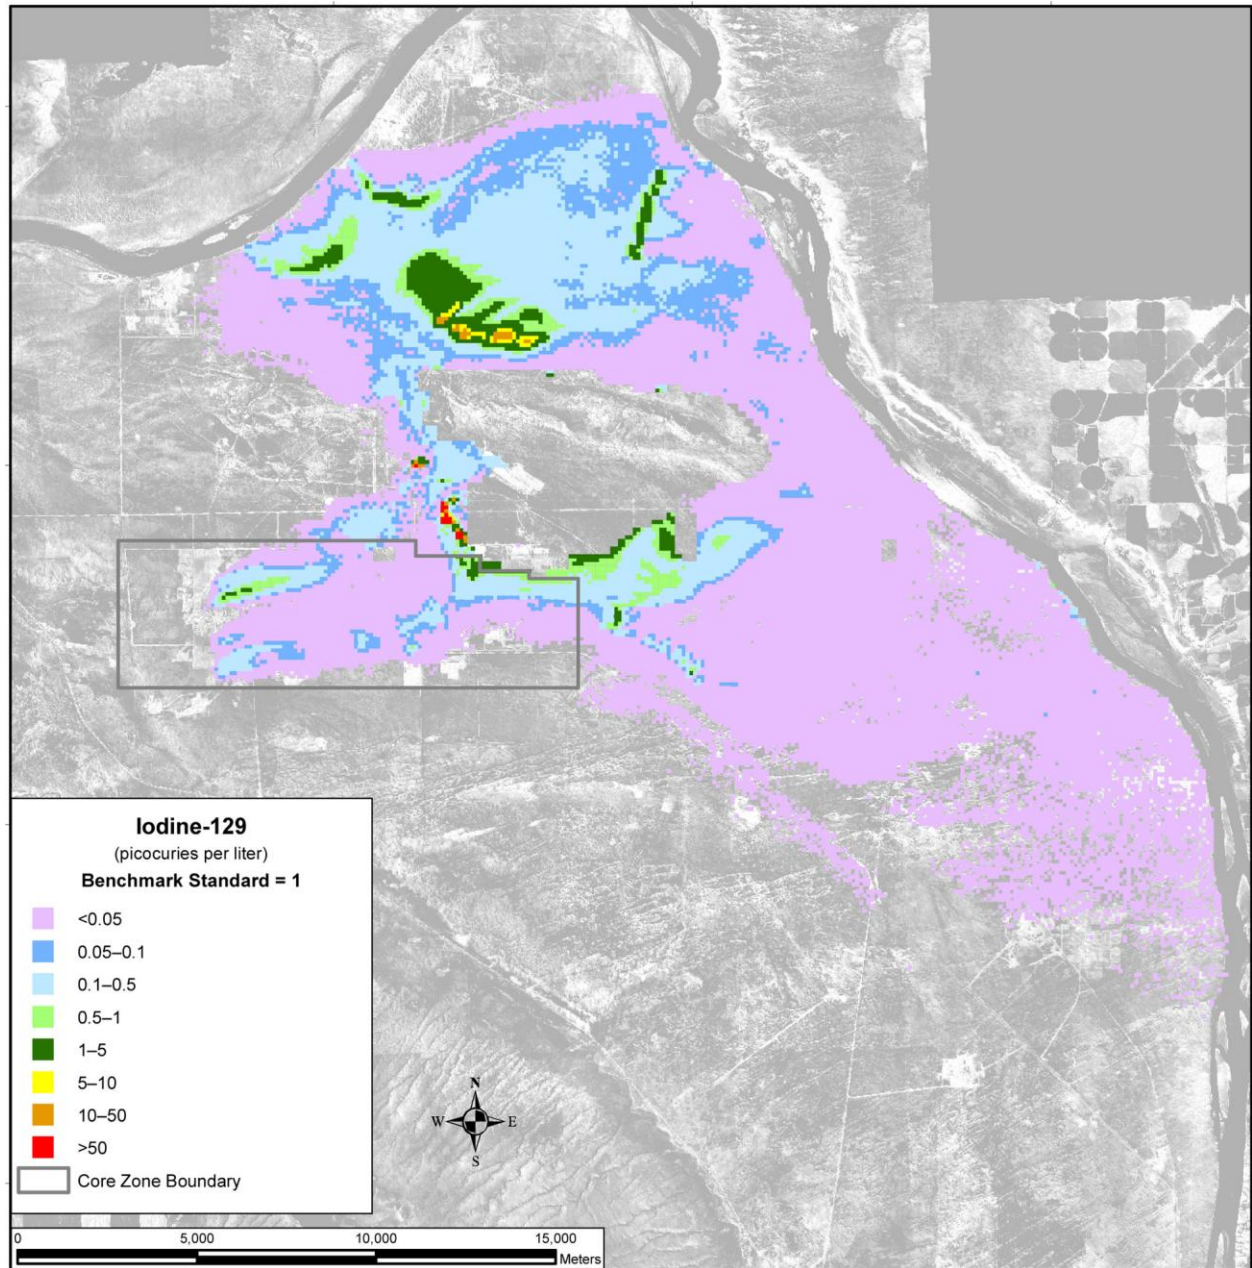 Iodine-129
(picocuries per liter)
Benchmark Standard = 1
<0.05
0.05–0.1
0.1–0.5
0.5–1
1–5
5–10
10–50
>50
Core Zone Boundary
N
W E
S
0 5,000 10,000 15,000
Meters